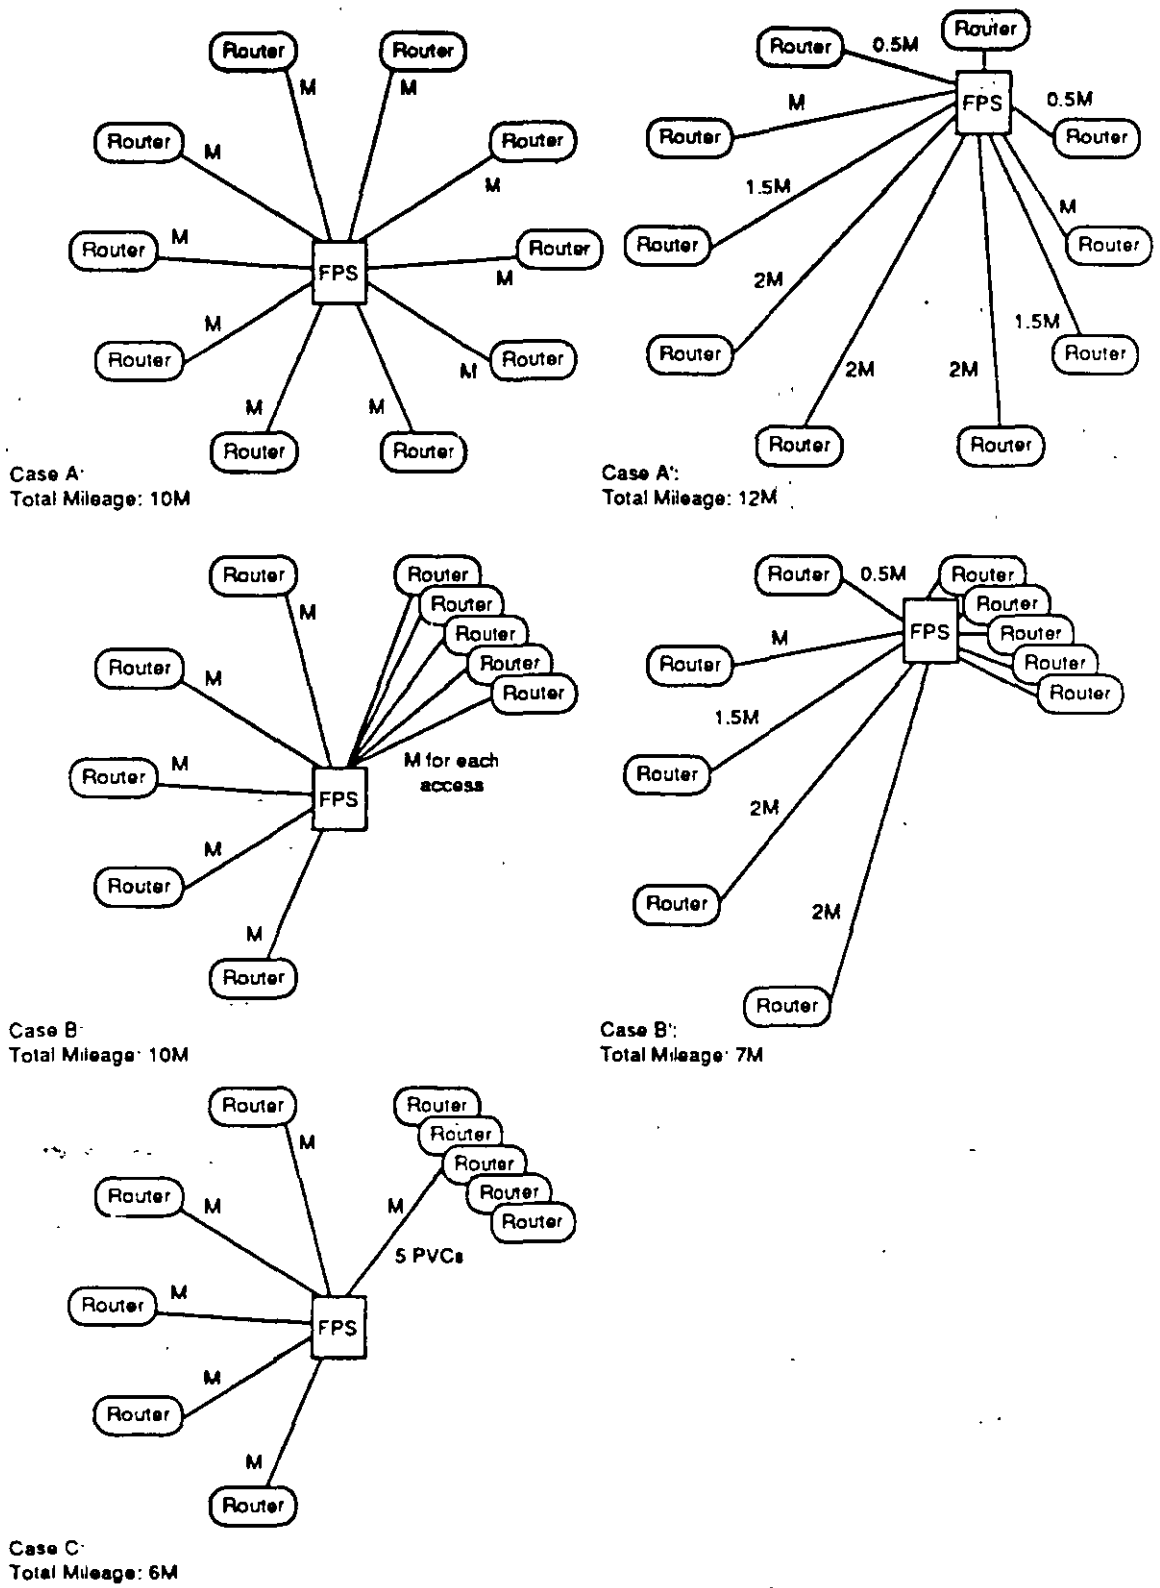 Router
Router
M
M
Router
Router
M
M
Router
Router
M
M
FPS
Router
Router
M
M
Router
Router
M
M
Case A:
Total Mileage: 10M
Router
Router
0.5M
FPS
Router
M
Router
0.5M
Router
1.5M
Router
M
Router
2M
Router
1.5M
Router
2M
Router
2M
Case A':
Total Mileage: 12M
Router
Router
Router
Router
Router
Router
M
Router
M
Router
M
M for each
access
FPS
Router
M
Router
M
Case B:
Total Mileage: 10M
Router
0.5M
Router
Router
Router
Router
Router
FPS
Router
M
Router
1.5M
Router
2M
Router
2M
Case B':
Total Mileage: 7M
Router
Router
Router
Router
Router
Router
M
Router
M
M
5 PVCs
Router
M
FPS
Router
M
Router
M
Case C:
Total Mileage: 6M